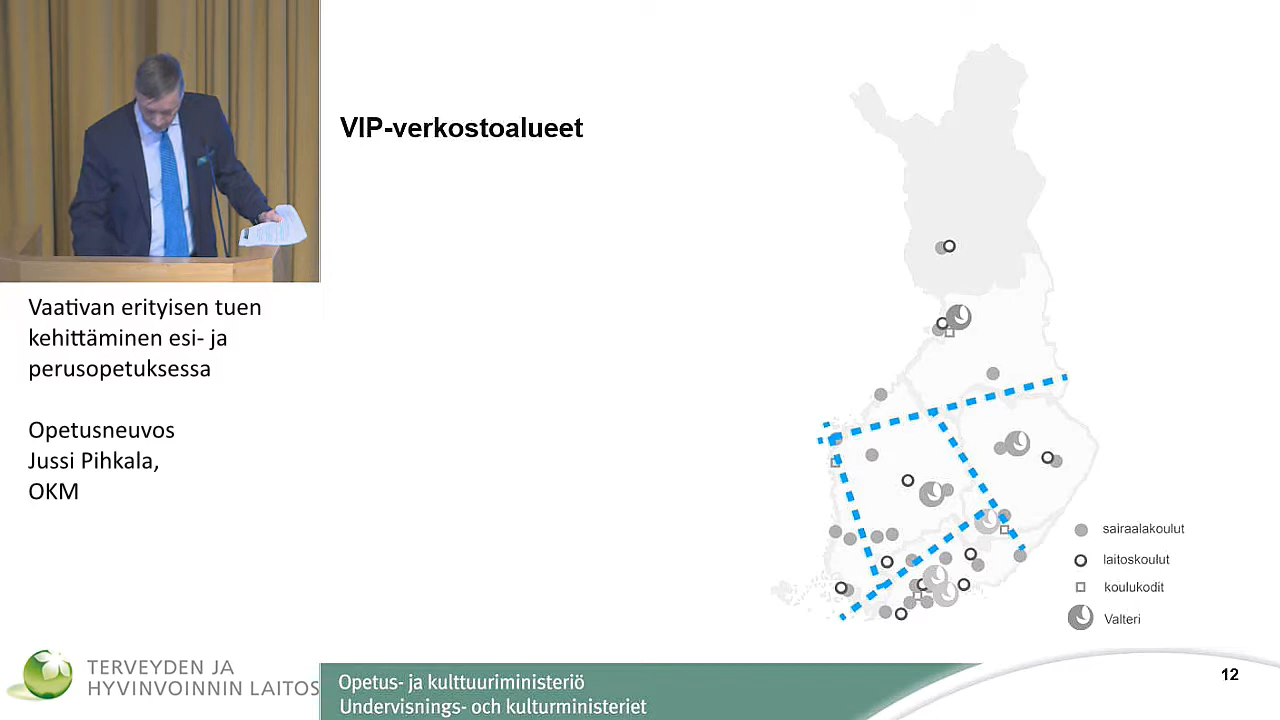 VIP-verkostoalueet
Vaativan erityisen tuen
kehittäminen esi- ja
perusopetuksessa
Opetusneuvos
Jussi Pihkala,
OKM
sairaalakoulut
laitoskoulut
koulukodit
Valteri
TERVEYDEN JA
HYVINVOINNIN LAITOS
Opetus- ja kulttuuriministeriö
Undervisnings- och kulturministeriet
12